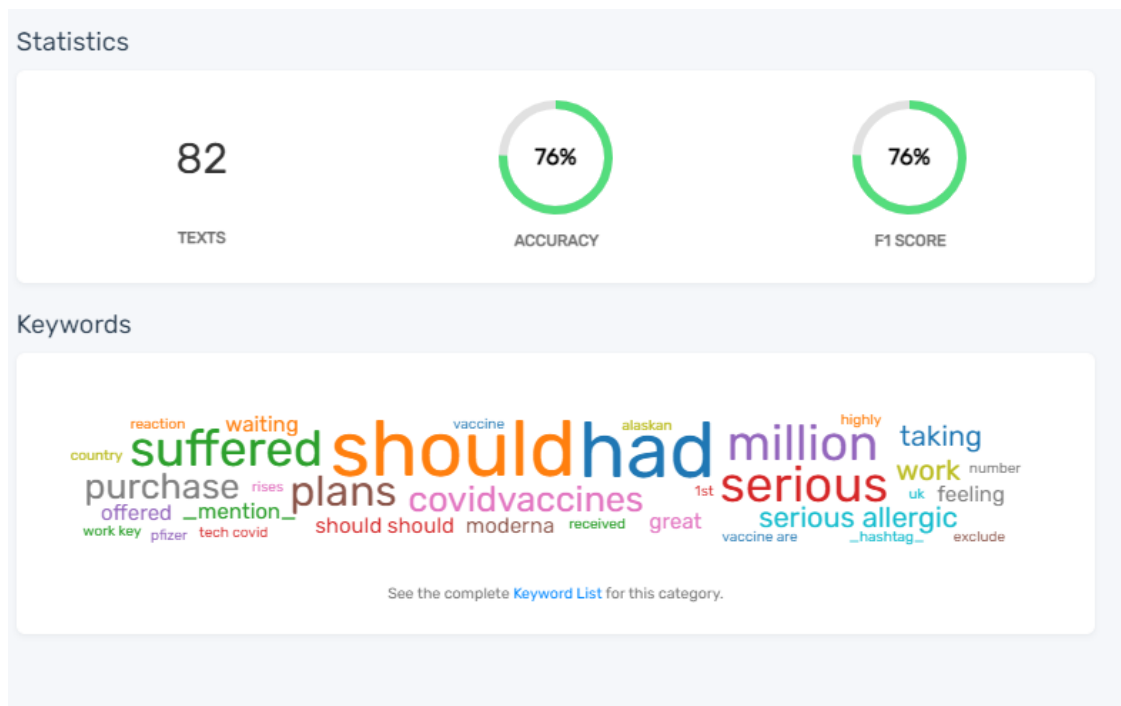 Statistics
82
76%
76%
TEXTS
ACCURACY
F1 SCORE
Keywords
reaction
waiting
vaccine
alaskan
highly
country
suffered
should
had
million
taking
purchase
rises
plans
covidvaccines
1st
serious
work
number
offered
_mention_
uk
feeling
work key
pfizer
tech covid
should should
moderna
received
great
serious allergic
vaccine are
_hashtag_
exclude
See the complete Keyword List for this category.